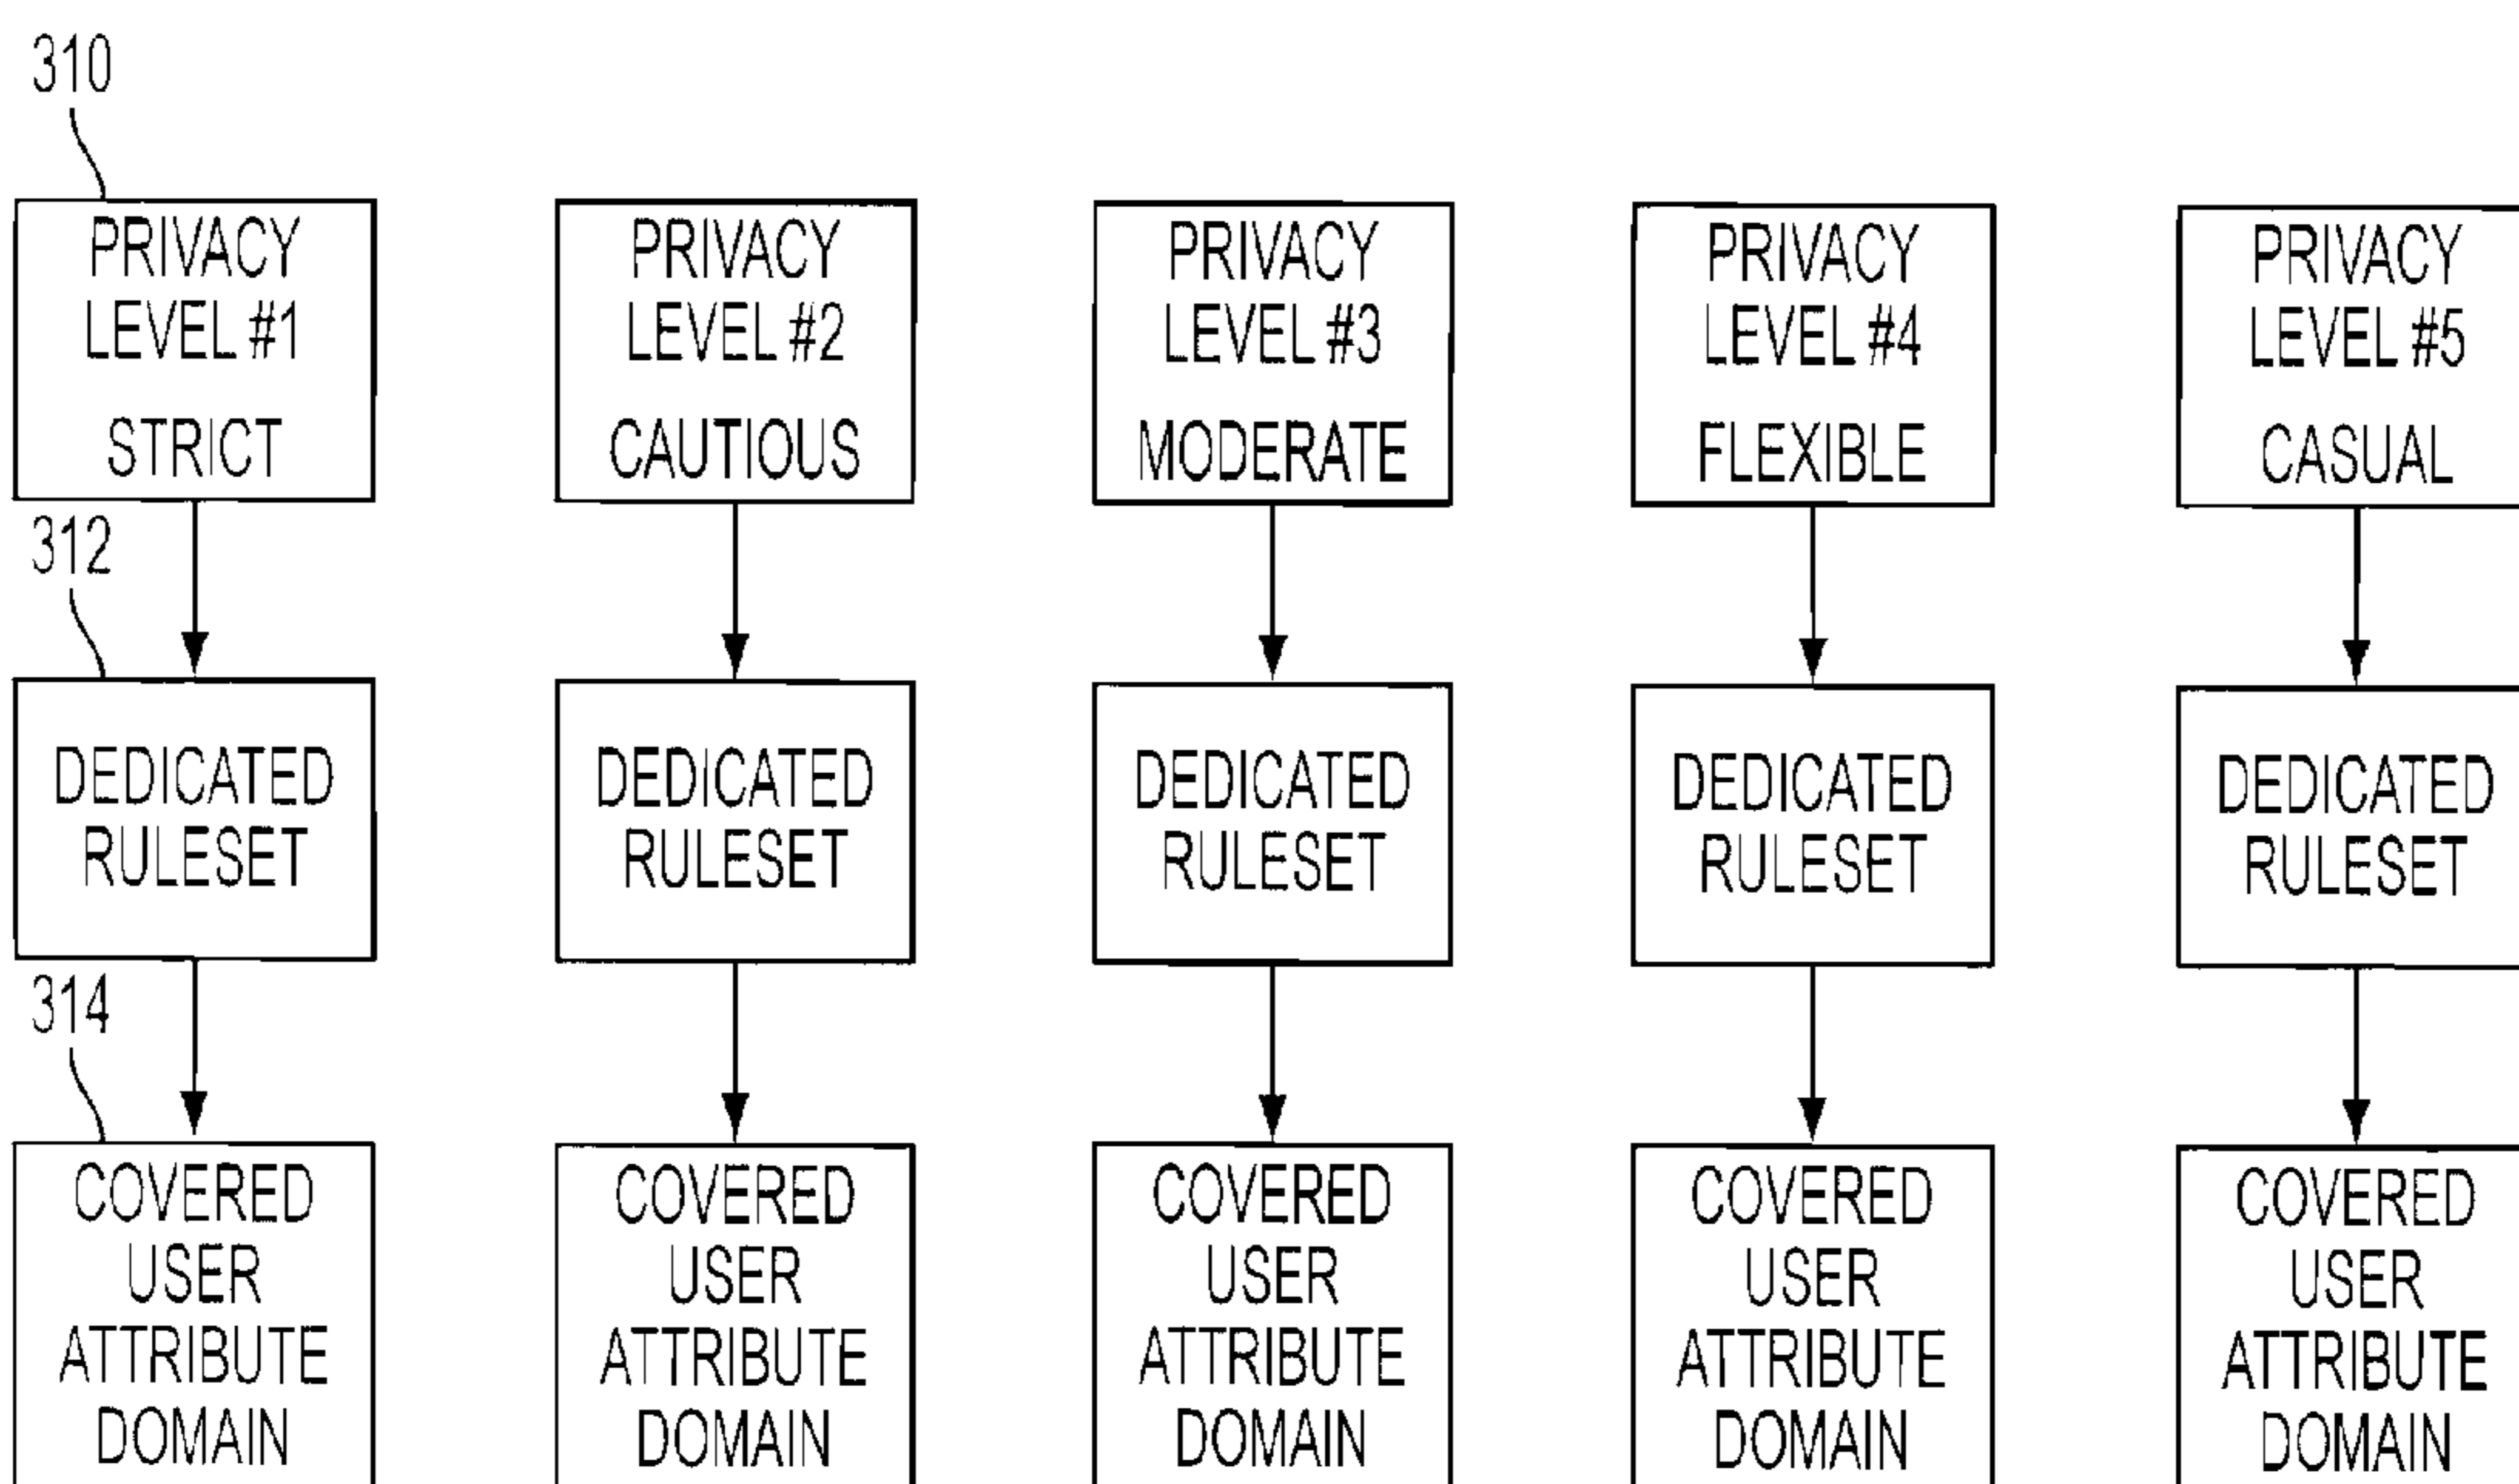 310
PRIVACY
LEVEL #1
STRICT
PRIVACY
LEVEL #2
CAUTIOUS
PRIVACY
LEVEL #3
MODERATE
PRIVACY
LEVEL #4
FLEXIBLE
PRIVACY
LEVEL #5
CASUAL
312
DEDICATED
RULESET
DEDICATED
RULESET
DEDICATED
RULESET
DEDICATED
RULESET
DEDICATED
RULESET
314
COVERED
USER
ATTRIBUTE
DOMAIN
COVERED
USER
ATTRIBUTE
DOMAIN
COVERED
USER
ATTRIBUTE
DOMAIN
COVERED
USER
ATTRIBUTE
DOMAIN
COVERED
USER
ATTRIBUTE
DOMAIN